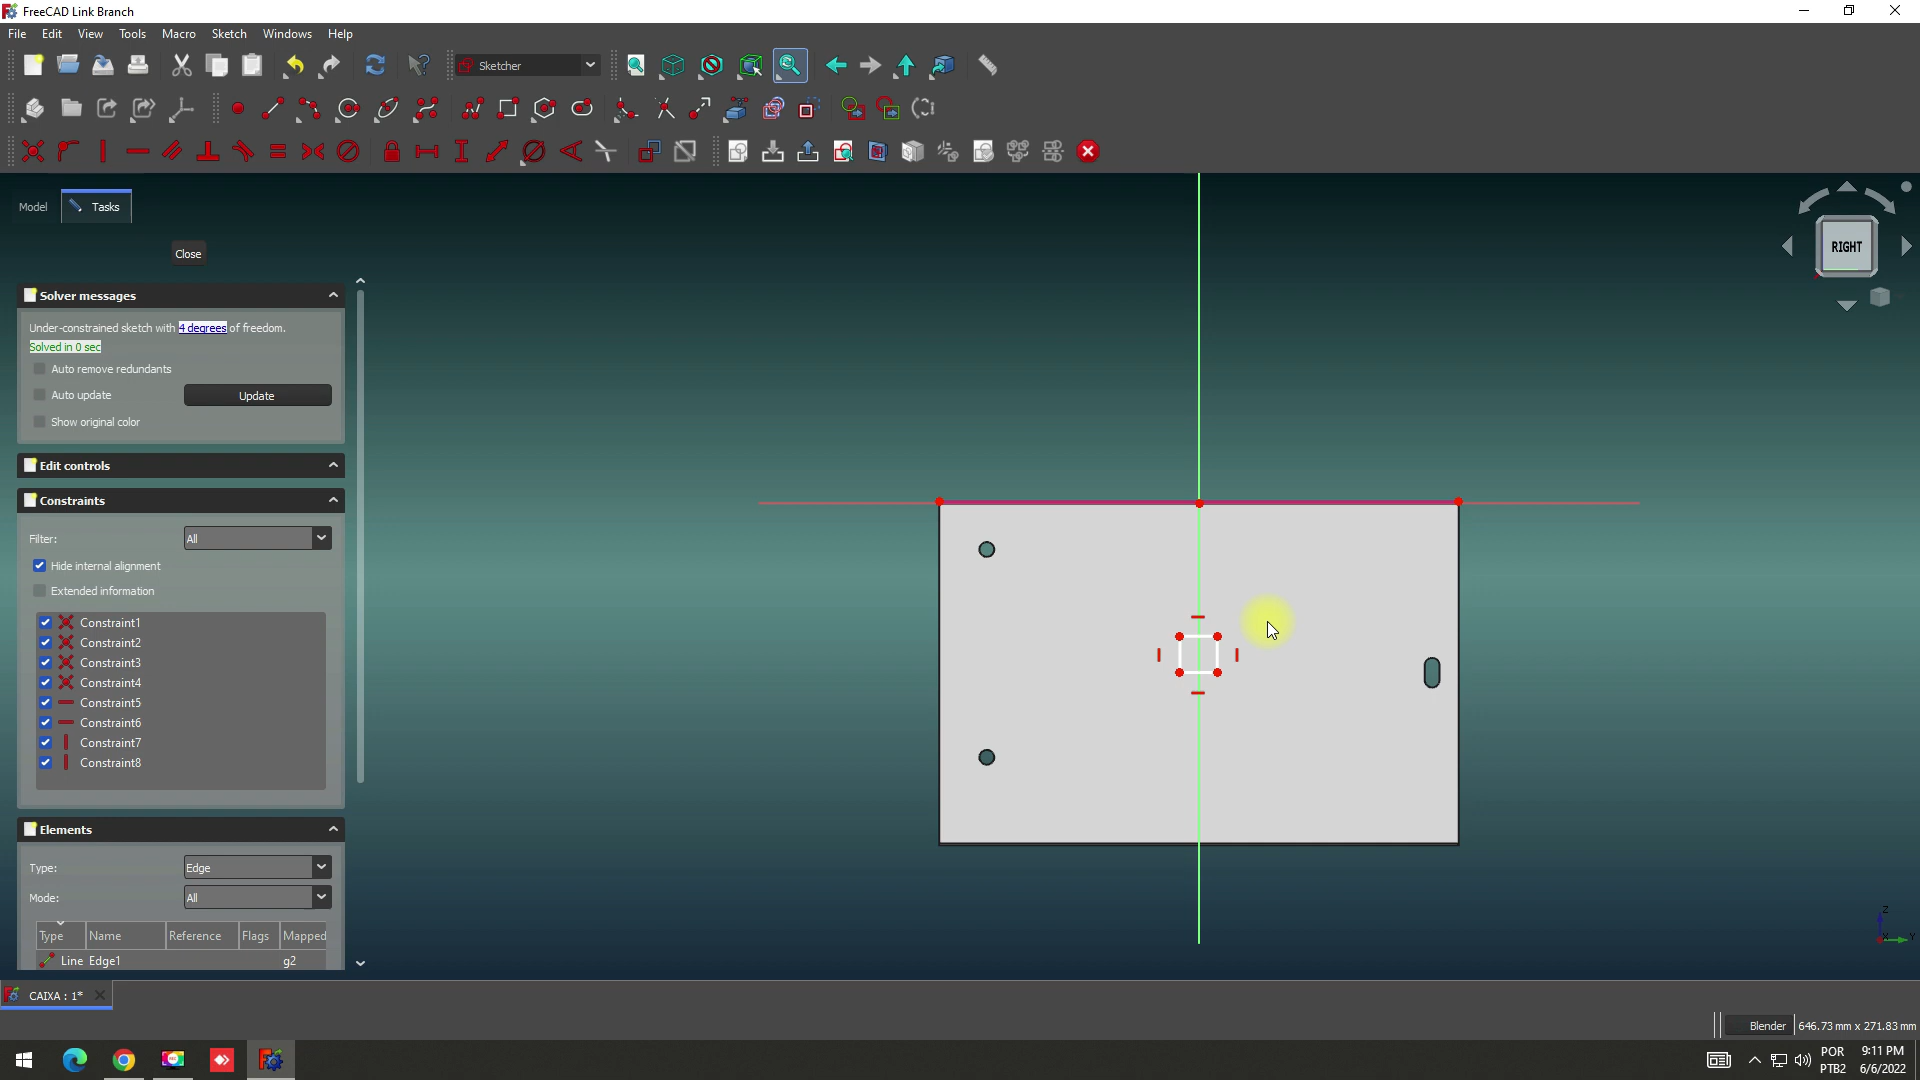 FreeCAD Link Branch
File Edit View Tools Macro Sketch Windows Help
Sketcher
Model Tasks
Close
RIGHT
Solver messages
Under-constrained sketch with 4 degrees of freedom.
Solved in 0 sec
Auto remove redundants
Auto update Update
Show original color
Edit controls
Constraints
Filter: All
Hide internal alignment
Extended information
Constraint1
Constraint2
Constraint3
Constraint4
Constraint5
Constraint6
Constraint7
Constraint8
Elements
Type: Edge
Mode: All
Type Name Reference Flags Mapped
Line Edge1 g2
Z
X Y
CAIXA : 1*
Blender 646.73 mm x 271.83 mm
POR 9:11 PM
PTB2 6/6/2022